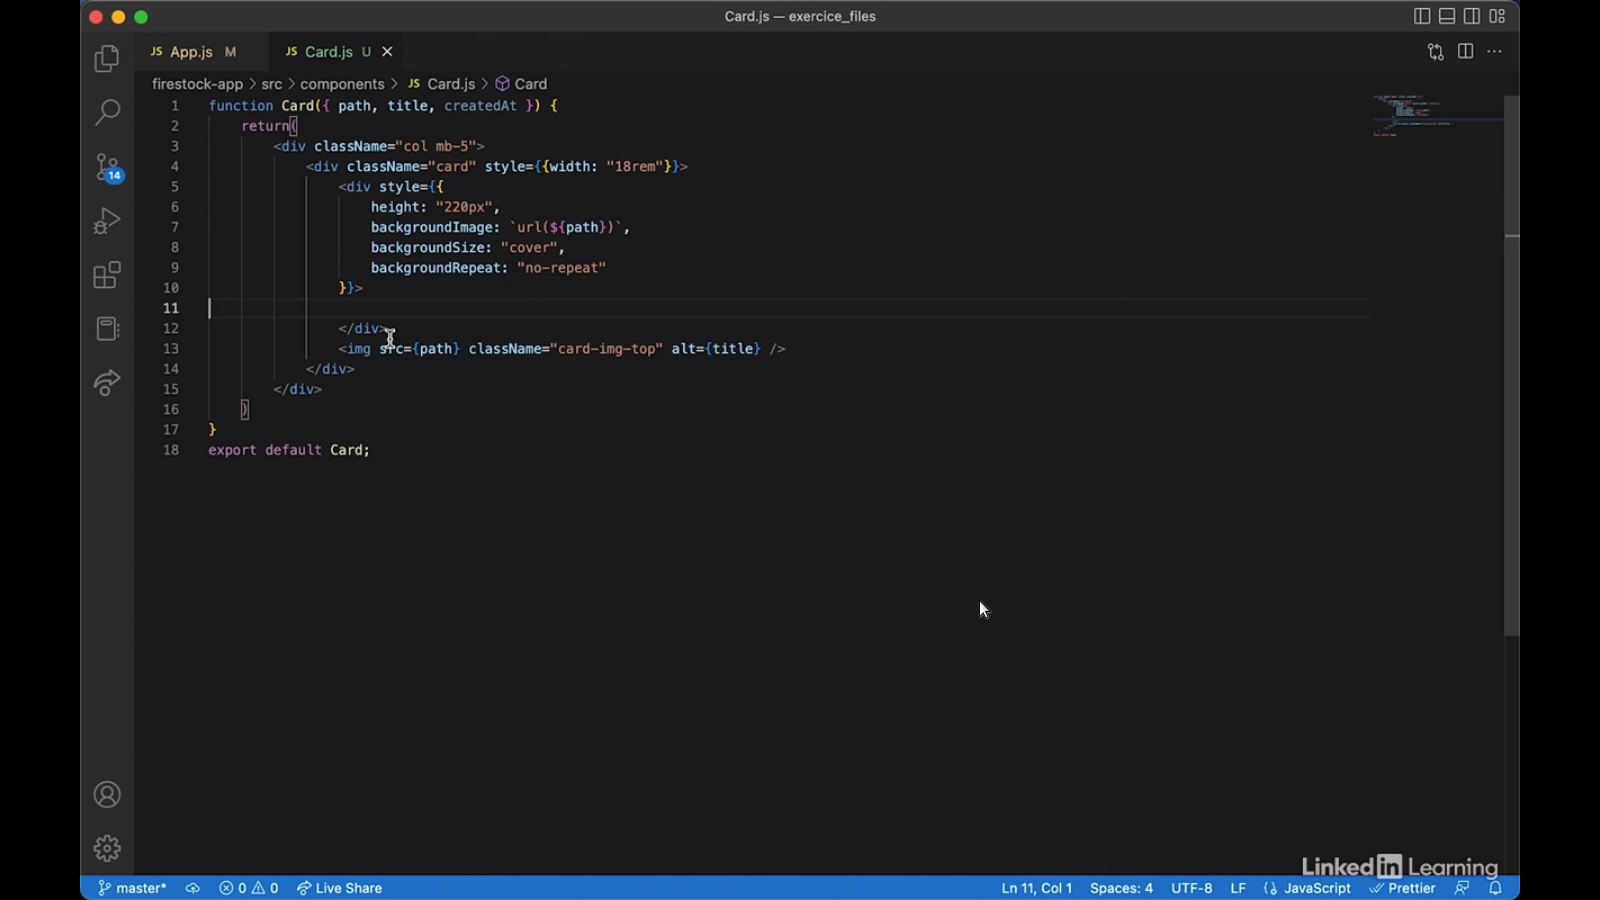 Card.js — exercice_files
JS App.js M
JS Card.js U
firestock-app > src > components > JS Card.js > Card
1 function Card({ path, title, createdAt }) {
2 return(
3 <div className="col mb-5">
4 <div className="card" style={{width: "18rem"}}>
5 <div style={{
6 height: "220px",
7 backgroundImage: `url(${path})`,
8 backgroundSize: "cover",
9 backgroundRepeat: "no-repeat"
10 }}>
11
12 </div>
13 <img src={path} className="card-img-top" alt={title} />
14 </div>
15 </div>
16 )
17 }
18 export default Card;
14
LinkedIn Learning
master* 0 0 Live Share Ln 11, Col 1 Spaces: 4 UTF-8 LF {} JavaScript Prettier